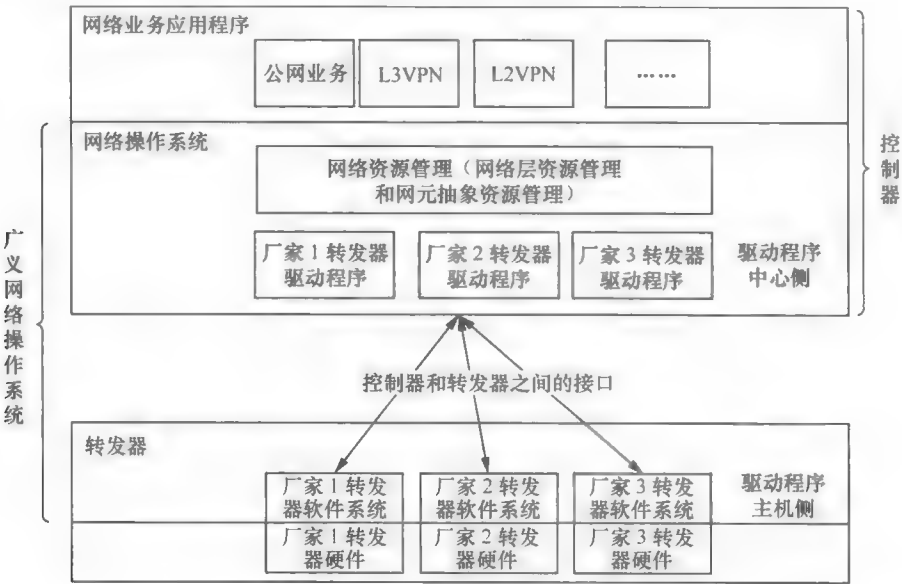 网络业务应用程序
公网业务
L3VPN
L2VPN
……
网络操作系统
网络资源管理（网络层资源管理
和网元抽象资源管理）
厂家1转发器
驱动程序
厂家2转发器
驱动程序
厂家3转发器
驱动程序
驱动程序
中心侧
控制器
广义网络操作系统
控制器和转发器之间的接口
转发器
厂家1转发
器软件系统
厂家2转发
器软件系统
厂家3转发
器软件系统
驱动程序
主机侧
厂家1转发
器硬件
厂家2转发
器硬件
厂家3转发
器硬件